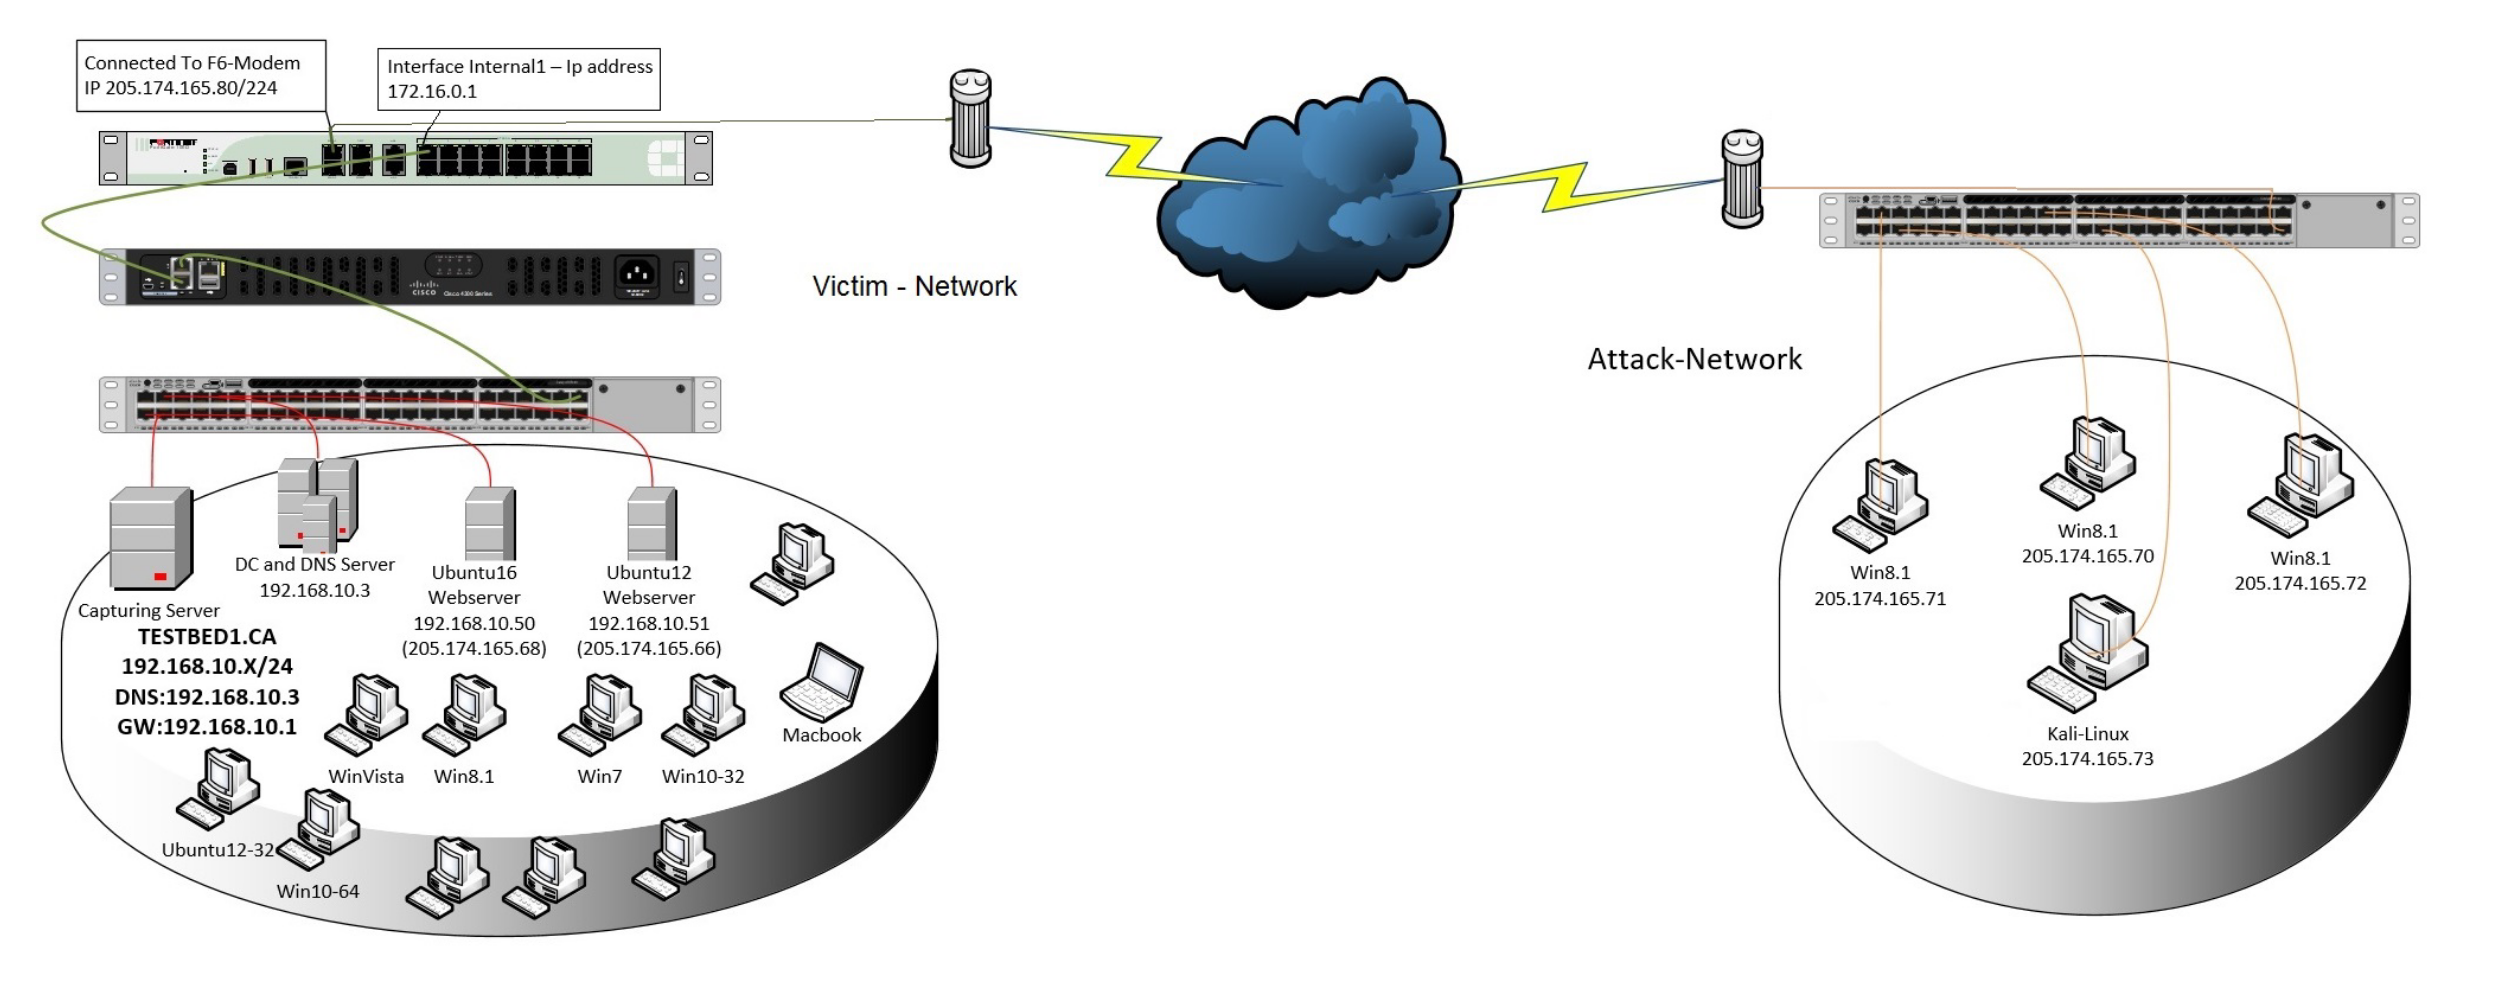 Connected To F6-Modem
IP 205.174.165.80/224
Interface Internal1 – Ip address
172.16.0.1
CISCO
Cisco 4300 Series
Victim - Network
Attack-Network
Capturing Server
DC and DNS Server
192.168.10.3
Ubuntu16
Webserver
192.168.10.50
(205.174.165.68)
Ubuntu12
Webserver
192.168.10.51
(205.174.165.66)
TESTBED1.CA
192.168.10.X/24
DNS:192.168.10.3
GW:192.168.10.1
WinVista
Win8.1
Win7
Win10-32
Macbook
Ubuntu12-32
Win10-64
Win8.1
205.174.165.71
Win8.1
205.174.165.70
Win8.1
205.174.165.72
Kali-Linux
205.174.165.73